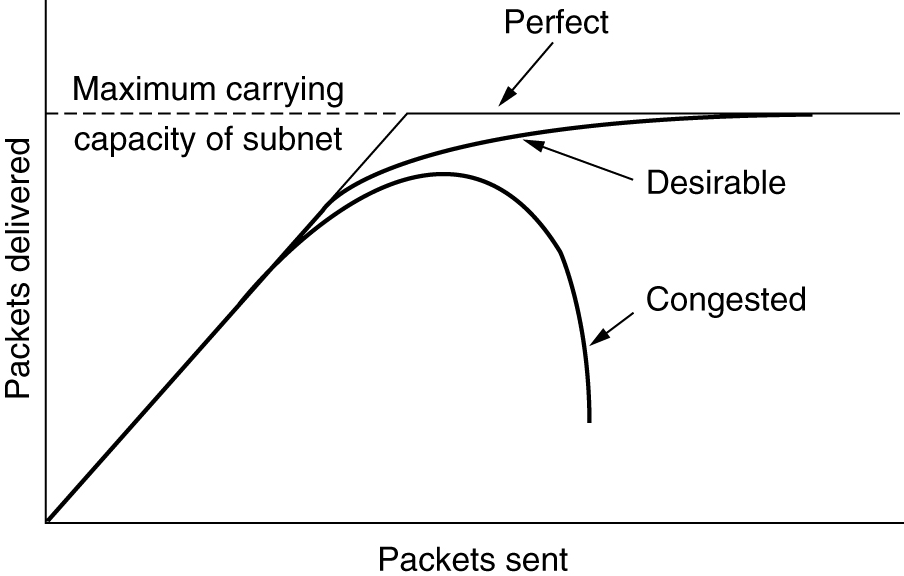 Perfect
Maximum carrying
capacity of subnet
Desirable
Congested
Packets delivered
Packets sent